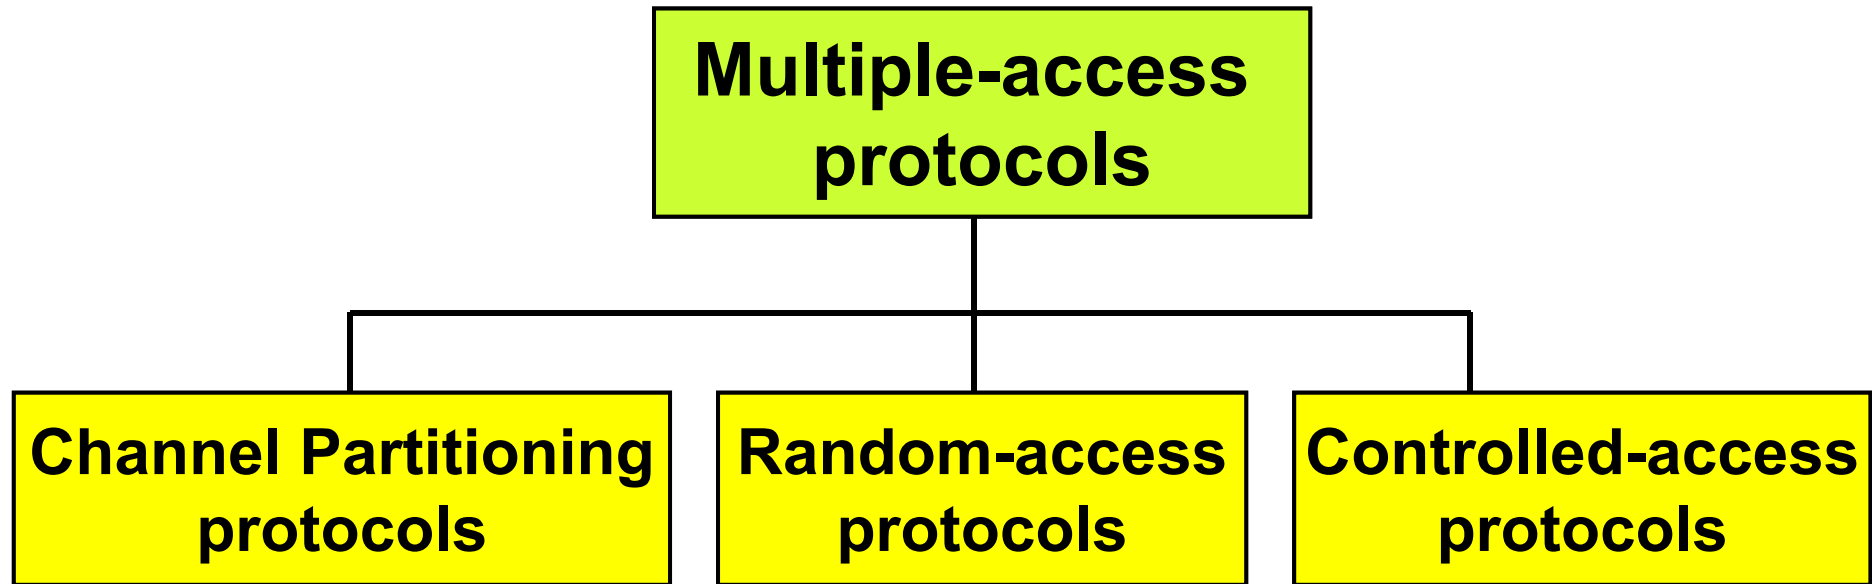 Multiple-access
protocols
Channel Partitioning
protocols
Random-access
protocols
Controlled-access
protocols